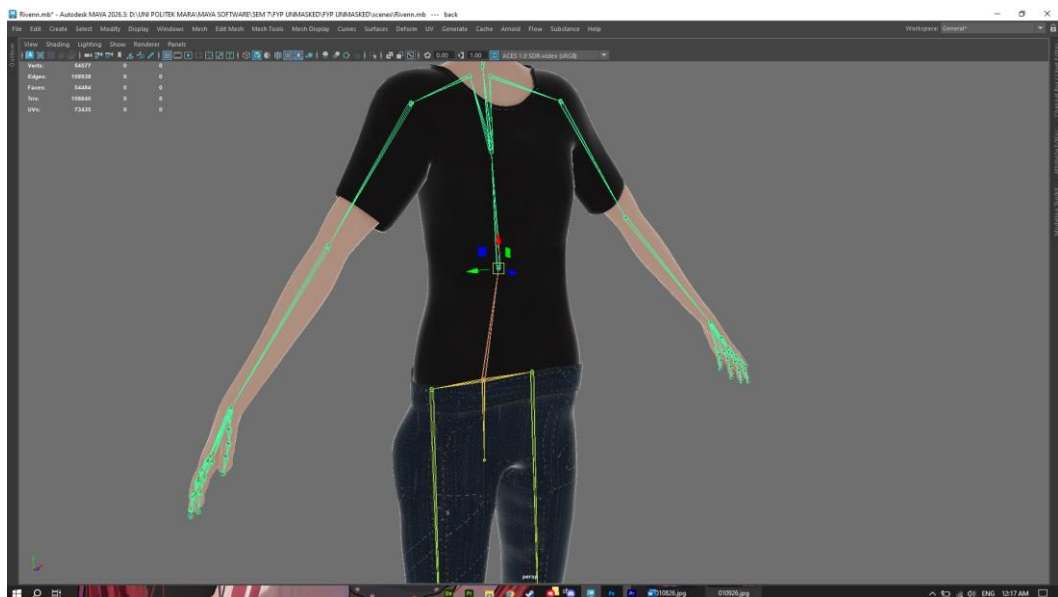 Rivenn.mb* - Autodesk MAYA 2026.3: D:\UNI POLITEK MARA\MAYA SOFTWARE\SEM 7\FYP UNMASKED\FYP UNMASKED\scenes\Rivenn.mb --- back
File Edit Create Select Modify Display Windows Mesh Edit Mesh Mesh Tools Mesh Display Curves Surfaces Deform UV Generate Cache Arnold Flow Substance Help Workspace: General*
View Shading Lighting Show Renderer Panels
0.00 1.00 ACES 1.0 SDR-video (sRGB)
Verts: 54577 0 0
Edges: 108938 0 0
Faces: 54484 0 0
Tris: 108840 0 0
UVs: 73435 0 0
persp
010826.jpg 010926.jpg ENG 12:17 AM